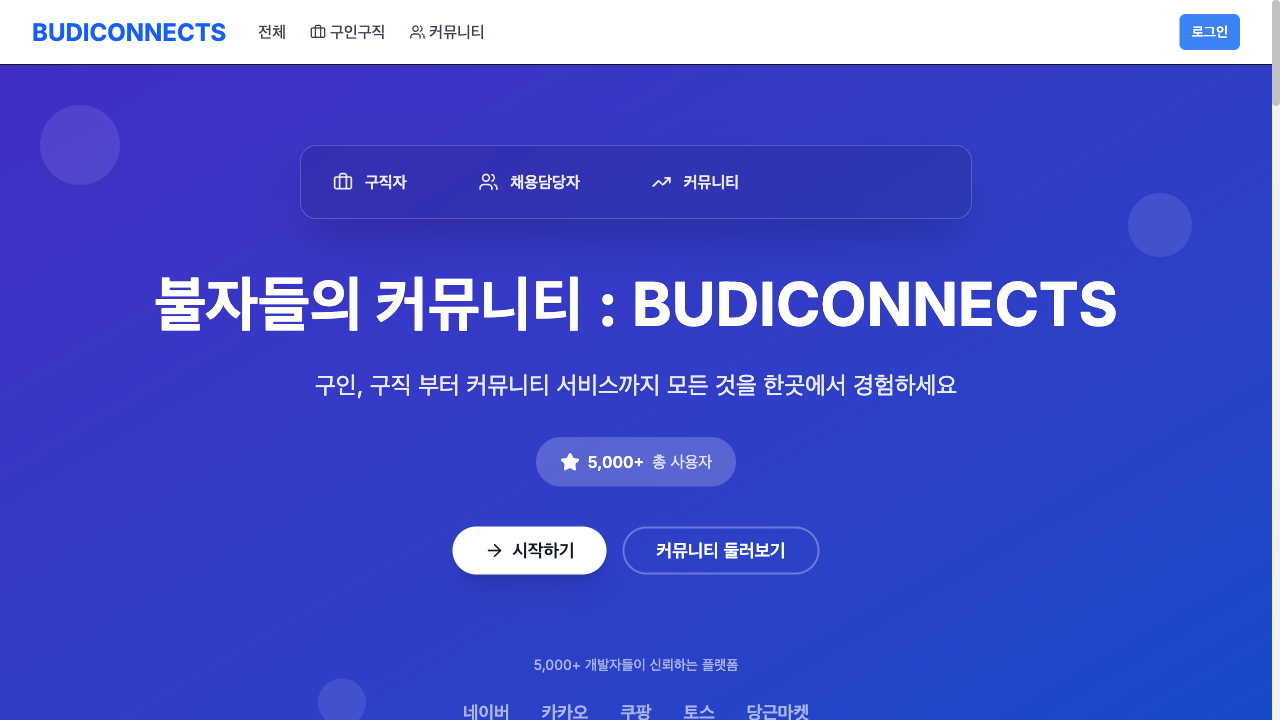 BUDICONNECTS 전체 구인구직 커뮤니티 로그인
구직자 채용담당자 커뮤니티
불자들의 커뮤니티 : BUDICONNECTS
구인, 구직 부터 커뮤니티 서비스까지 모든 것을 한곳에서 경험하세요
5,000+ 총 사용자
시작하기 커뮤니티 둘러보기
5,000+ 개발자들이 신뢰하는 플랫폼
네이버 카카오 쿠팡 토스 당근마켓